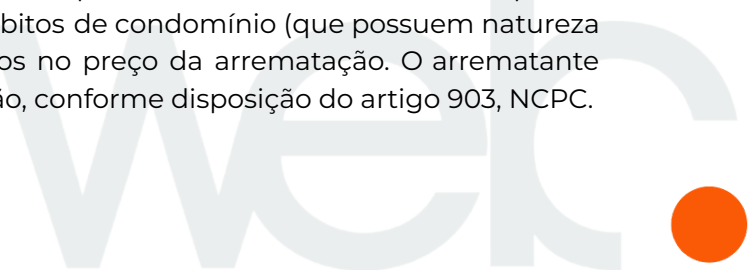 bitos de condomínio (que possuem natureza
os no preço da arrematação. O arrematante
ão, conforme disposição do artigo 903, NCPC.
web.